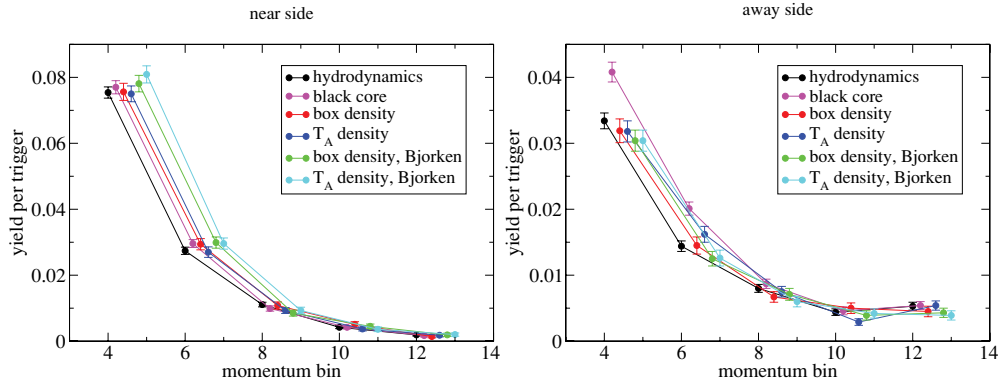 near side
away side
yield per trigger
0.08
0.06
0.04
0.02
0
4
6
8
10
12
14
momentum bin
hydrodynamics
black core
box density
T_A density
box density, Bjorken
T_A density, Bjorken
yield per trigger
0.04
0.03
0.02
0.01
0
4
6
8
10
12
14
momentum bin
hydrodynamics
black core
box density
T_A density
box density, Bjorken
T_A density, Bjorken